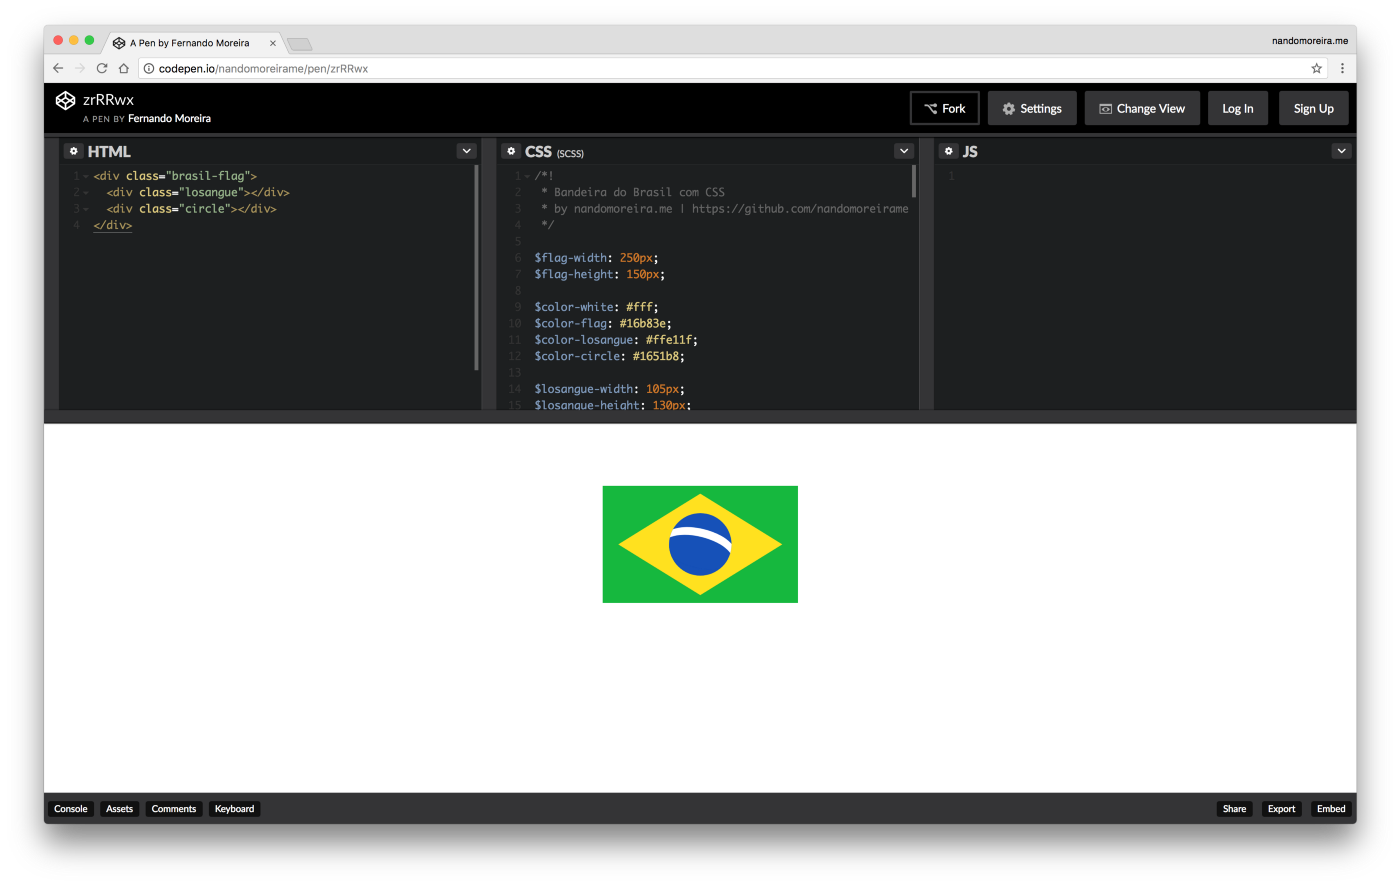 A Pen by Fernando Moreira
nandomoreira.me
codepen.io/nandomoreirame/pen/zrRRwx
zrRRwx
A PEN BY Fernando Moreira
Fork
Settings
Change View
Log In
Sign Up
HTML
1 <div class="brasil-flag">
2 <div class="losangue"></div>
3 <div class="circle"></div>
4 </div>
CSS (SCSS)
1 /*!
2 * Bandeira do Brasil com CSS
3 * by nandomoreira.me | https://github.com/nandomoreirame
4 */
5
6 $flag-width: 250px;
7 $flag-height: 150px;
8
9 $color-white: #fff;
10 $color-flag: #16b83e;
11 $color-losangue: #ffe11f;
12 $color-circle: #1651b8;
13
14 $losangue-width: 105px;
15 $losangue-height: 130px;
JS
1
Console
Assets
Comments
Keyboard
Share
Export
Embed